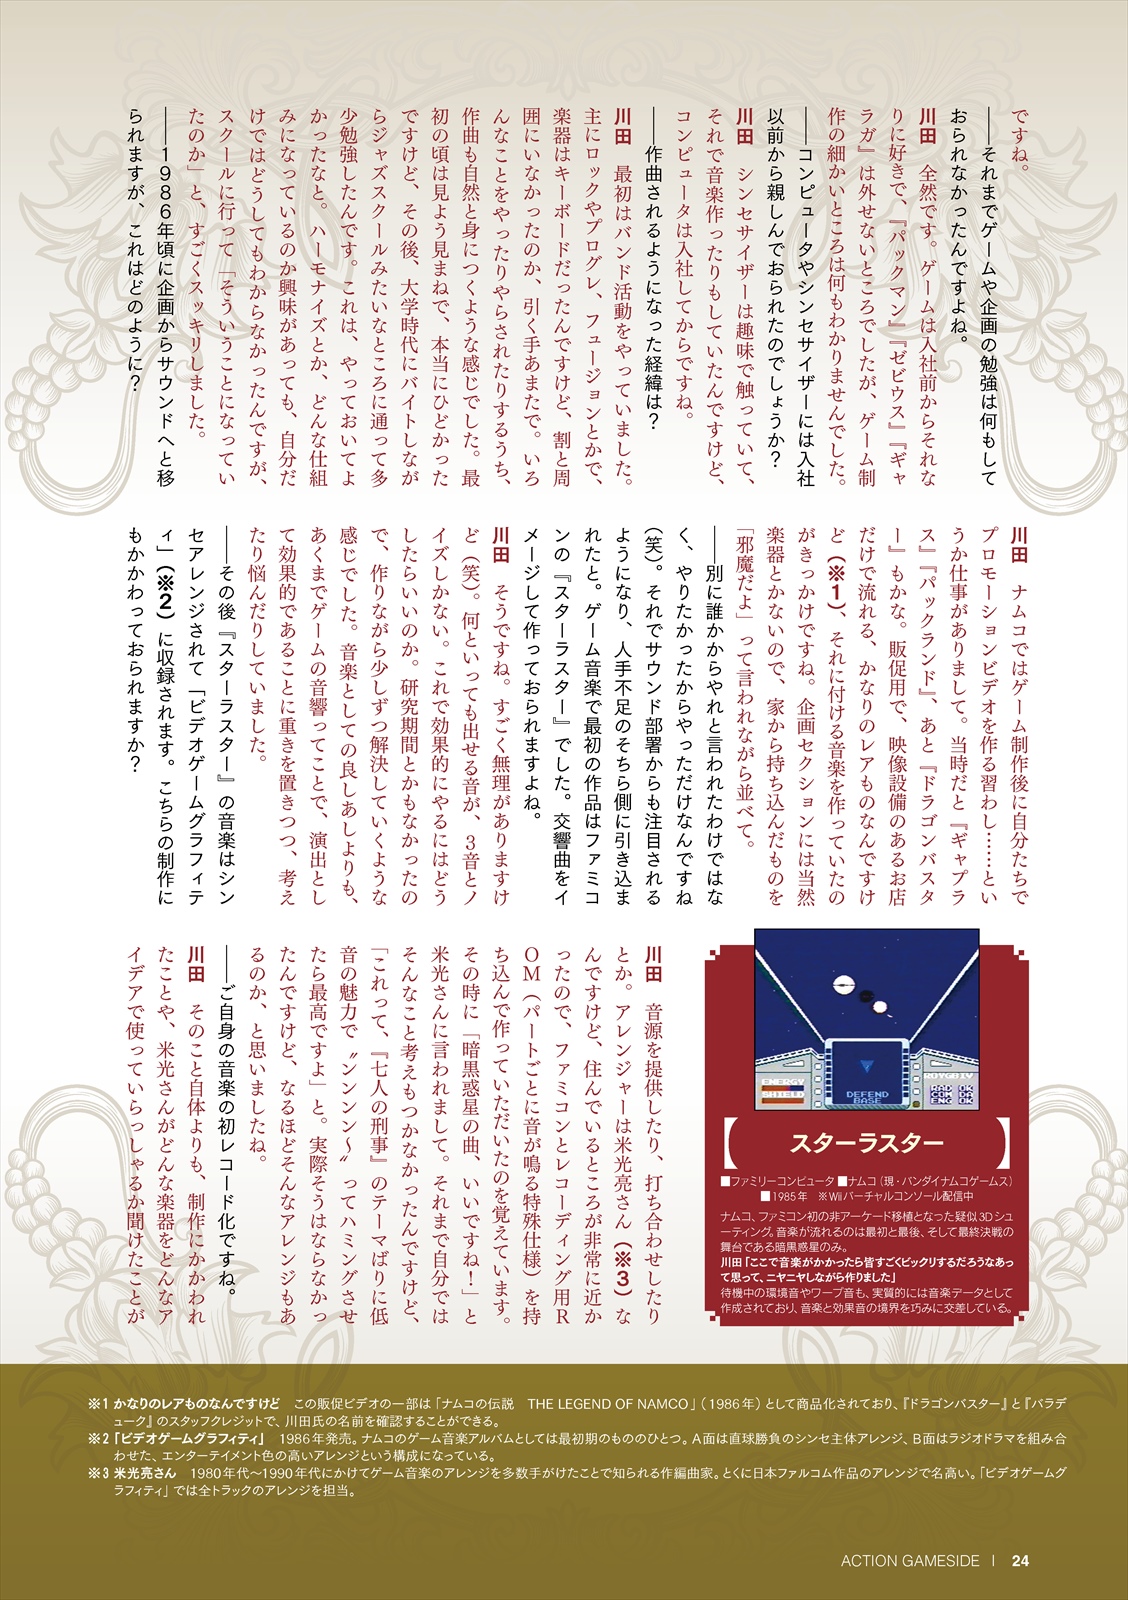 ですね。
――それまでゲームや企画の勉強は何もして
おられなかったんですよね。
川田　全然です。ゲームは入社前からそれな
りに好きで、『パックマン』『ゼビウス』『ギャ
ラガ』は外せないところでしたが、ゲーム制
作の細かいところは何もわかりませんでした。
――コンピュータやシンセサイザーには入社
以前から親しんでおられたのでしょうか？
川田　シンセサイザーは趣味で触っていて、
それで音楽作ったりもしていたんですけど、
コンピュータは入社してからですね。
――作曲されるようになった経緯は？
川田　最初はバンド活動をやっていました。
主にロックやプログレ、フュージョンとかで、
楽器はキーボードだったんですけど、割と周
囲にいなかったのか、引く手あまたで。いろ
んなことをやったりやらされたりするうち、
作曲も自然と身につくような感じでした。最
初の頃は見よう見まねで、本当にひどかった
ですけど、その後、大学時代にバイトしなが
らジャズスクールみたいなところに通って多
少勉強したんです。これは、やっておいてよ
かったなと。ハーモナイズとか、どんな仕組
みになっているのか興味があっても、自分だ
けではどうしてもわからなかったんですが、
スクールに行って「そういうことになってい
たのか」と、すごくスッキリしました。
――1986年頃に企画からサウンドへと移
られますが、これはどのように？
川田　ナムコではゲーム制作後に自分たちで
プロモーションビデオを作る習わし……とい
うか仕事がありまして。当時だと『ギャプラ
ス』『パックランド』、あと『ドラゴンバスタ
ー』もかな。販促用で、映像設備のあるお店
だけで流れる、かなりのレアものなんですけ
ど（※1）、それに付ける音楽を作っていたの
がきっかけですね。企画セクションには当然
楽器とかないので、家から持ち込んだものを
「邪魔だよ」って言われながら並べて。
――別に誰かからやれと言われたわけではな
く、やりたかったからやっただけなんですね
（笑）。それでサウンド部署からも注目される
ようになり、人手不足のそちら側に引き込ま
れたと。ゲーム音楽で最初の作品はファミコ
ンの『スターラスター』でした。交響曲をイ
メージして作っておられますよね。
川田　そうですね。すごく無理がありますけ
ど（笑）。何といっても出せる音が、3音とノ
イズしかない。これで効果的にやるにはどう
したらいいのか。研究期間とかもなかったの
で、作りながら少しずつ解決していくような
感じでした。音楽としての良しあしよりも、
あくまでゲームの音響ってことで、演出とし
て効果的であることに重きを置きつつ、考え
たり悩んだりしていました。
――その後『スターラスター』の音楽はシン
セアレンジされて「ビデオゲームグラフィテ
ィ」（※2）に収録されます。こちらの制作に
もかかわっておられますか？
川田　音源を提供したり、打ち合わせしたり
とか。アレンジャーは米光亮さん（※3）な
んですけど、住んでいるところが非常に近か
ったので、ファミコンとレコーディング用R
OM（パートごとに音が鳴る特殊仕様）を持
ち込んで作っていただいたのを覚えています。
その時に「暗黒惑星の曲、いいですね！」と
米光さんに言われまして。それまで自分では
そんなこと考えもつかなかったんですけど、
「これって、『七人の刑事』のテーマばりに低
音の魅力で〝ンンンン～〟ってハミングさせ
たら最高ですよ」と。実際そうはならなかっ
たんですけど、なるほどそんなアレンジもあ
るのか、と思いましたね。
――ご自身の音楽の初レコード化ですね。
川田　そのこと自体よりも、制作にかかわれ
たことや、米光さんがどんな楽器をどんなア
イデアで使っていらっしゃるか聞けたことが
ENERGY
SHIELD
DEFEND
BASE
ROYGBIV
RAD OK
COM DA
ENG OK
【スターラスター】
■ファミリーコンピュータ ■ナムコ（現・バンダイナムコゲームス）
■1985年　※Wiiバーチャルコンソール配信中
ナムコ、ファミコン初の非アーケード移植となった疑似3Dシュ
ーティング。音楽が流れるのは最初と最後、そして最終決戦の
舞台である暗黒惑星のみ。
川田「ここで音楽がかかったら皆すごくビックリするだろうなあっ
て思って、ニヤニヤしながら作りました」
待機中の環境音やワープ音も、実質的には音楽データとして
作成されており、音楽と効果音の境界を巧みに交差している。
※1 かなりのレアものなんですけど　この販促ビデオの一部は「ナムコの伝説　THE LEGEND OF NAMCO」（1986年）として商品化されており、『ドラゴンバスター』と『バラデ
ューク』のスタッフクレジットで、川田氏の名前を確認することができる。
※2「ビデオゲームグラフィティ」　1986年発売。ナムコのゲーム音楽アルバムとしては最初期のもののひとつ。A面は直球勝負のシンセ主体アレンジ、B面はラジオドラマを組み合
わせた、エンターテイメント色の高いアレンジという構成になっている。
※3 米光亮さん　1980年代～1990年代にかけてゲーム音楽のアレンジを多数手がけたことで知られる作編曲家。とくに日本ファルコム作品のアレンジで名高い。「ビデオゲームグ
ラフィティ」では全トラックのアレンジを担当。
ACTION GAMESIDE | 24